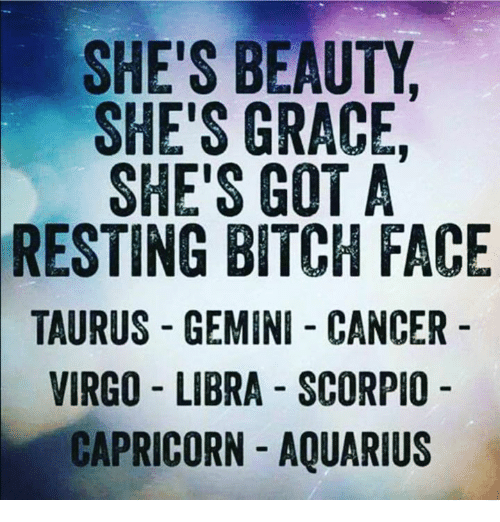 SHE'S BEAUTY,
SHE'S GRACE,
SHE'S GOT A
RESTING BITCH FACE
TAURUS - GEMINI - CANCER -
VIRGO - LIBRA - SCORPIO -
CAPRICORN - AQUARIUS